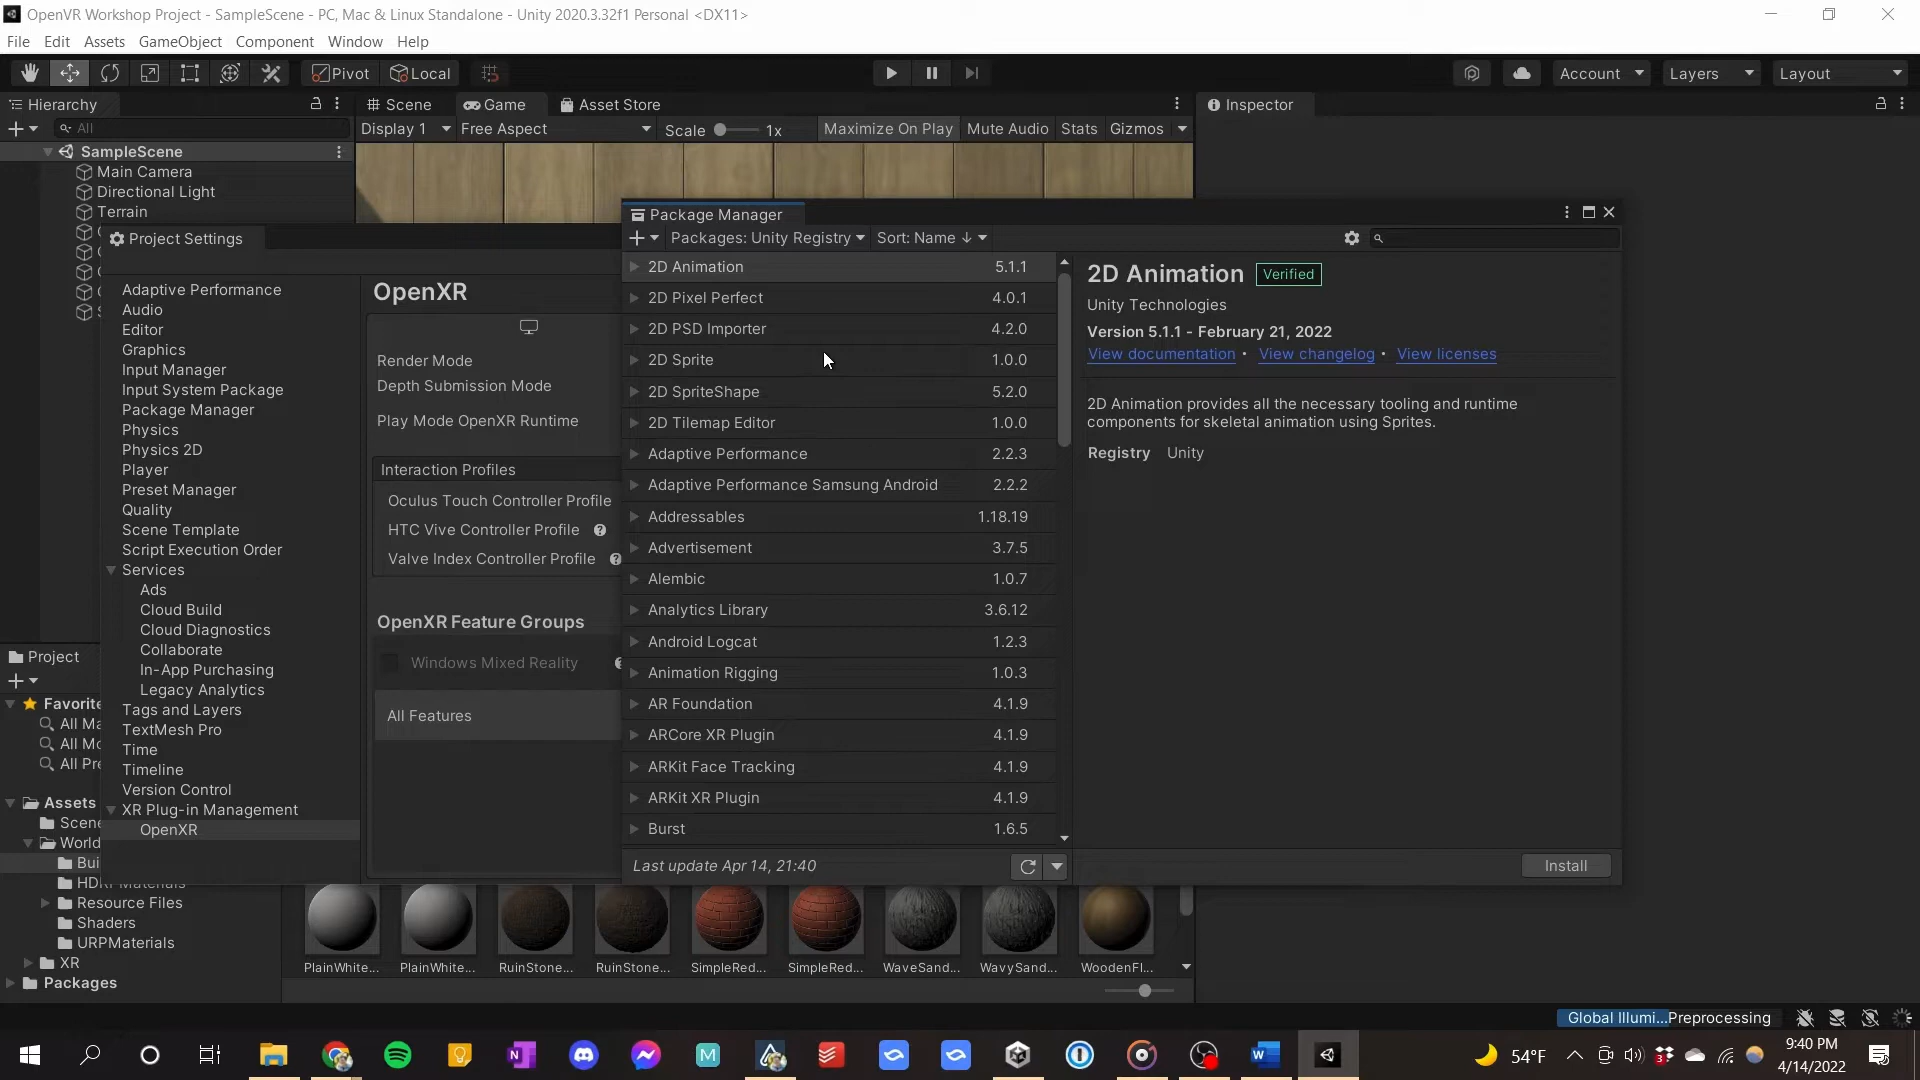 OpenVR Workshop Project - SampleScene - PC, Mac & Linux Standalone - Unity 2020.3.32f1 Personal <DX11>
File Edit Assets GameObject Component Window Help
Pivot Local
Account Layers Layout
Hierarchy
All
SampleScene
Main Camera
Directional Light
Terrain
Scene Game Asset Store
Display 1 Free Aspect Scale 1x Maximize On Play Mute Audio Stats Gizmos
Inspector
Project Settings
Adaptive Performance
Audio
Editor
Graphics
Input Manager
Input System Package
Package Manager
Physics
Physics 2D
Player
Preset Manager
Quality
Scene Template
Script Execution Order
Services
Ads
Cloud Build
Cloud Diagnostics
Collaborate
In-App Purchasing
Legacy Analytics
Tags and Layers
TextMesh Pro
Time
Timeline
Version Control
XR Plug-in Management
OpenXR
OpenXR
Render Mode
Depth Submission Mode
Play Mode OpenXR Runtime
Interaction Profiles
Oculus Touch Controller Profile
HTC Vive Controller Profile
Valve Index Controller Profile
OpenXR Feature Groups
Windows Mixed Reality
All Features
Package Manager
Packages: Unity Registry Sort: Name ↓
2D Animation 5.1.1
2D Pixel Perfect 4.0.1
2D PSD Importer 4.2.0
2D Sprite 1.0.0
2D SpriteShape 5.2.0
2D Tilemap Editor 1.0.0
Adaptive Performance 2.2.3
Adaptive Performance Samsung Android 2.2.2
Addressables 1.18.19
Advertisement 3.7.5
Alembic 1.0.7
Analytics Library 3.6.12
Android Logcat 1.2.3
Animation Rigging 1.0.3
AR Foundation 4.1.9
ARCore XR Plugin 4.1.9
ARKit Face Tracking 4.1.9
ARKit XR Plugin 4.1.9
Burst 1.6.5
Last update Apr 14, 21:40
2D Animation Verified
Unity Technologies
Version 5.1.1 - February 21, 2022
View documentation • View changelog • View licenses
2D Animation provides all the necessary tooling and runtime
components for skeletal animation using Sprites.
Registry Unity
Install
Project
Favorite
All Ma
All Mo
All Pre
Assets
Scene
World
Bui
HDRI Materials
Resource Files
Shaders
URPMaterials
XR
Packages
PlainWhite... PlainWhite... RuinStone... RuinStone... SimpleRed... SimpleRed... WaveSand... WavySand... WoodenFl...
Global Illumi...Preprocessing
54°F
9:40 PM
4/14/2022